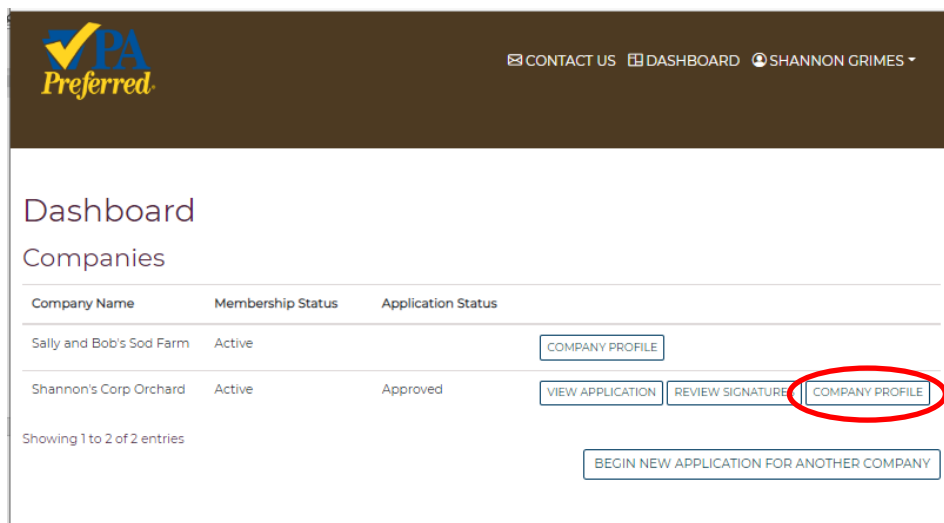 PA
Preferred.
CONTACT US DASHBOARD SHANNON GRIMES
Dashboard
Companies
Company Name Membership Status Application Status
Sally and Bob's Sod Farm Active COMPANY PROFILE
Shannon's Corp Orchard Active Approved VIEW APPLICATION REVIEW SIGNATURES COMPANY PROFILE
Showing 1 to 2 of 2 entries
BEGIN NEW APPLICATION FOR ANOTHER COMPANY